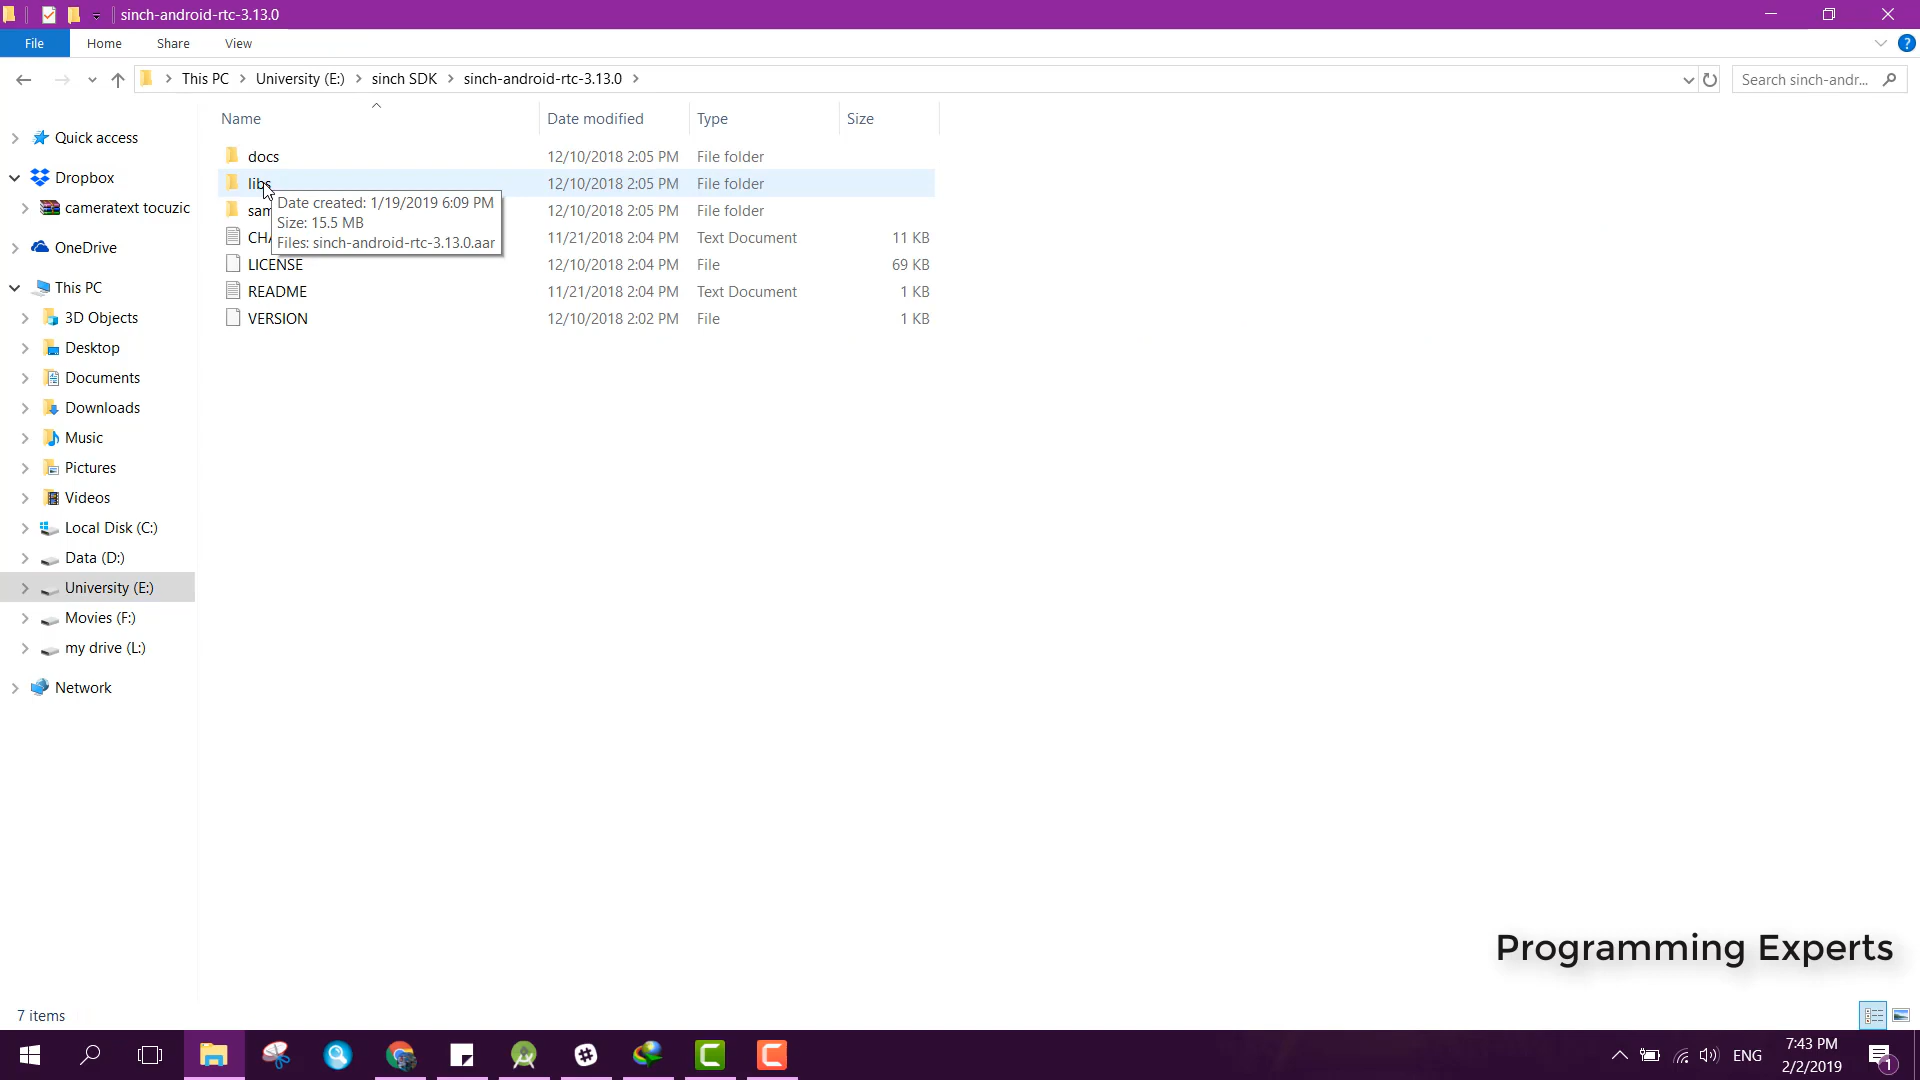 sinch-android-rtc-3.13.0
File Home Share View
This PC University (E:) sinch SDK sinch-android-rtc-3.13.0
Search sinch-andr...
Name Date modified Type Size
Quick access
Dropbox
cameratext tocuzic
OneDrive
This PC
3D Objects
Desktop
Documents
Downloads
Music
Pictures
Videos
Local Disk (C:)
Data (D:)
University (E:)
Movies (F:)
my drive (L:)
Network
docs 12/10/2018 2:05 PM File folder
libs 12/10/2018 2:05 PM File folder
sam 12/10/2018 2:05 PM File folder
CHA 11/21/2018 2:04 PM Text Document 11 KB
LICENSE 12/10/2018 2:04 PM File 69 KB
README 11/21/2018 2:04 PM Text Document 1 KB
VERSION 12/10/2018 2:02 PM File 1 KB
Date created: 1/19/2019 6:09 PM
Size: 15.5 MB
Files: sinch-android-rtc-3.13.0.aar
Programming Experts
7 items
ENG
7:43 PM
2/2/2019
1